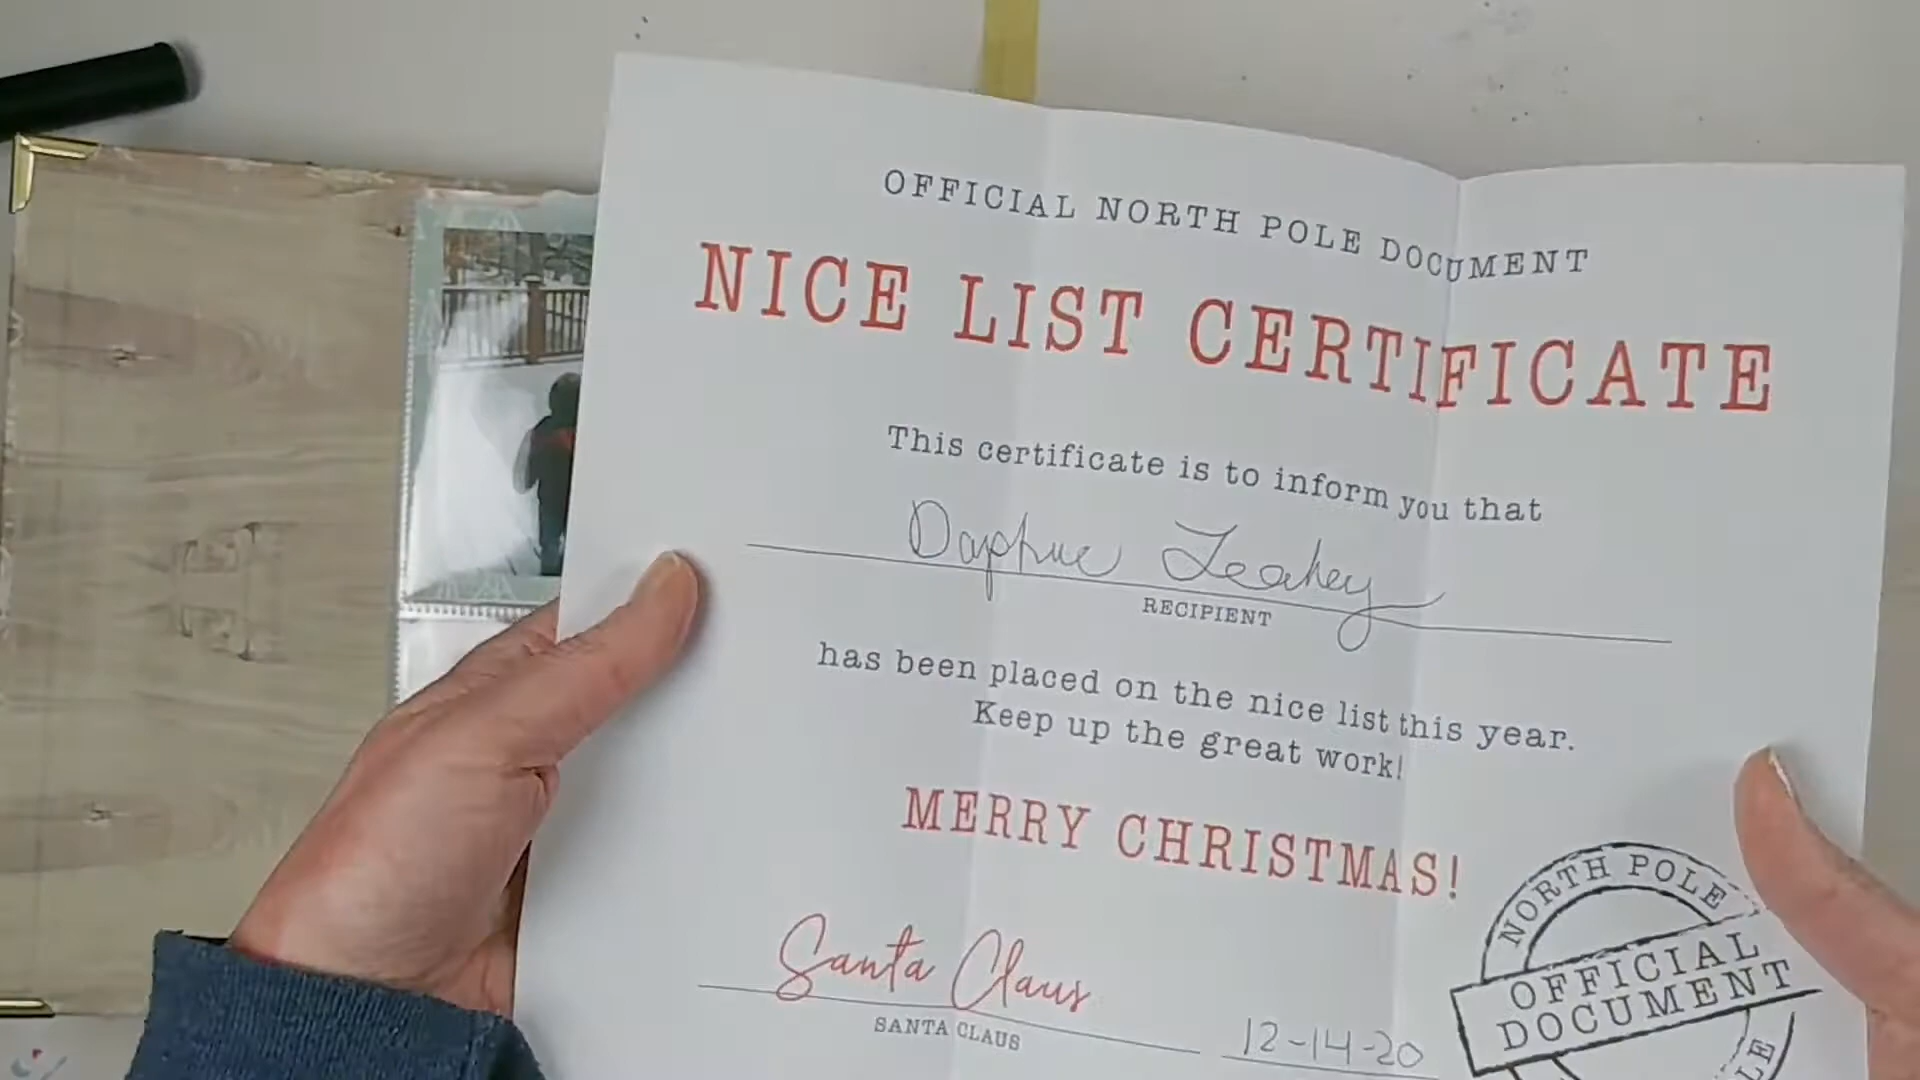 OFFICIAL NORTH POLE DOCUMENT
NICE LIST CERTIFICATE
This certificate is to inform you that
Daphne Leahey
RECIPIENT
has been placed on the nice list this year.
Keep up the great work!
MERRY CHRISTMAS!
Santa Claus
SANTA CLAUS
12-14-20
NORTH POLE
OFFICIAL
DOCUMENT